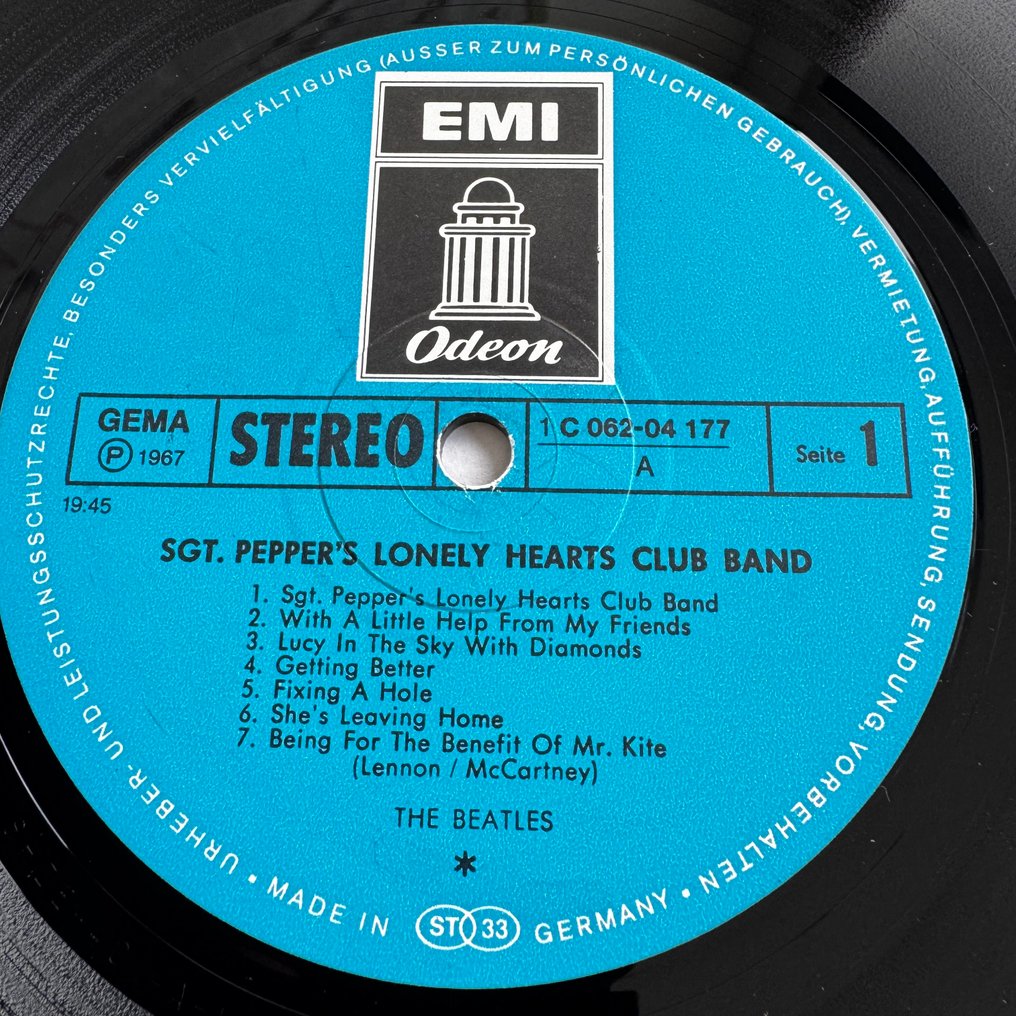 URHEBER- UND LEISTUNGSSCHUTZRECHTE, BESONDERS VERVIELFÄLTIGUNG (AUSSER ZUM PERSÖNLICHEN GEBRAUCH), VERMIETUNG, AUFFÜHRUNG, SENDUNG, VORBEHALTEN
EMI
Odeon
GEMA
℗ 1967
STEREO
1 C 062-04 177
A
Seite 1
19:45
SGT. PEPPER'S LONELY HEARTS CLUB BAND
1. Sgt. Pepper's Lonely Hearts Club Band
2. With A Little Help From My Friends
3. Lucy In The Sky With Diamonds
4. Getting Better
5. Fixing A Hole
6. She's Leaving Home
7. Being For The Benefit Of Mr. Kite
(Lennon / McCartney)
THE BEATLES
*
• MADE IN ST 33 GERMANY •